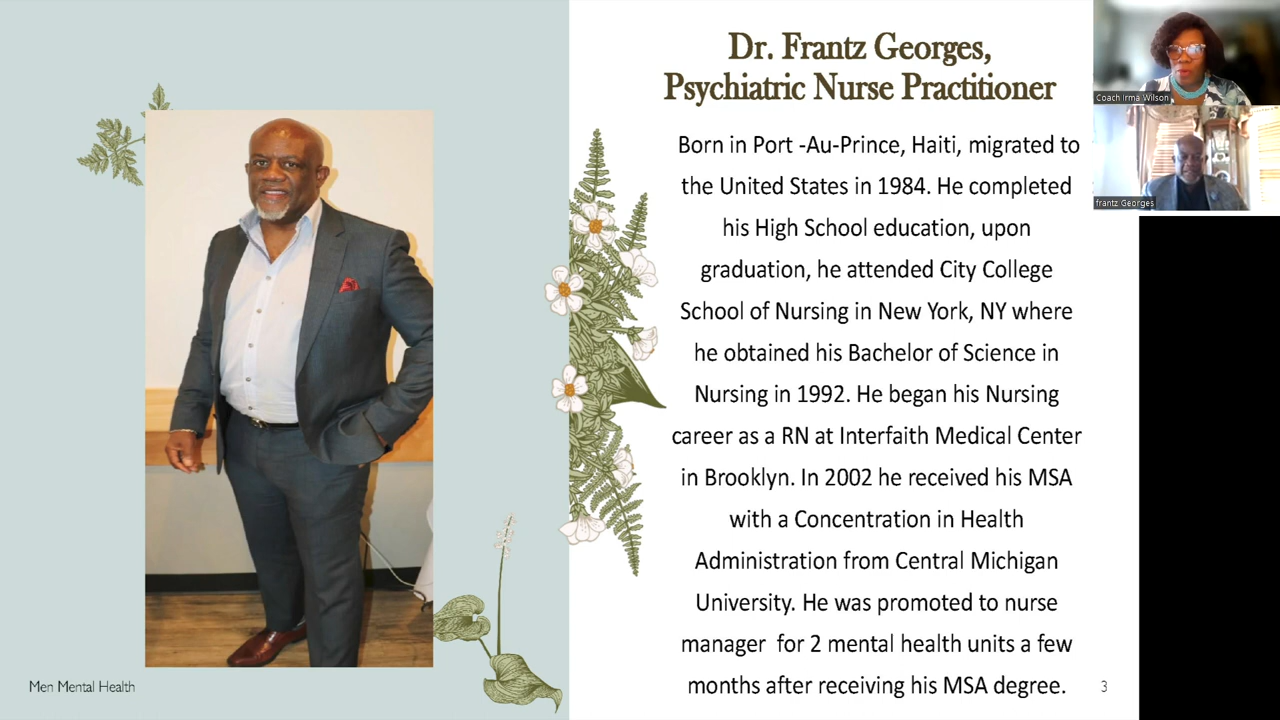 Dr. Frantz Georges,
Psychiatric Nurse Practitioner
Born in Port -Au-Prince, Haiti, migrated to
the United States in 1984. He completed
his High School education, upon
graduation, he attended City College
School of Nursing in New York, NY where
he obtained his Bachelor of Science in
Nursing in 1992. He began his Nursing
career as a RN at Interfaith Medical Center
in Brooklyn. In 2002 he received his MSA
with a Concentration in Health
Administration from Central Michigan
University. He was promoted to nurse
manager for 2 mental health units a few
months after receiving his MSA degree.
Men Mental Health
3
Coach Irma Wilson
frantz Georges